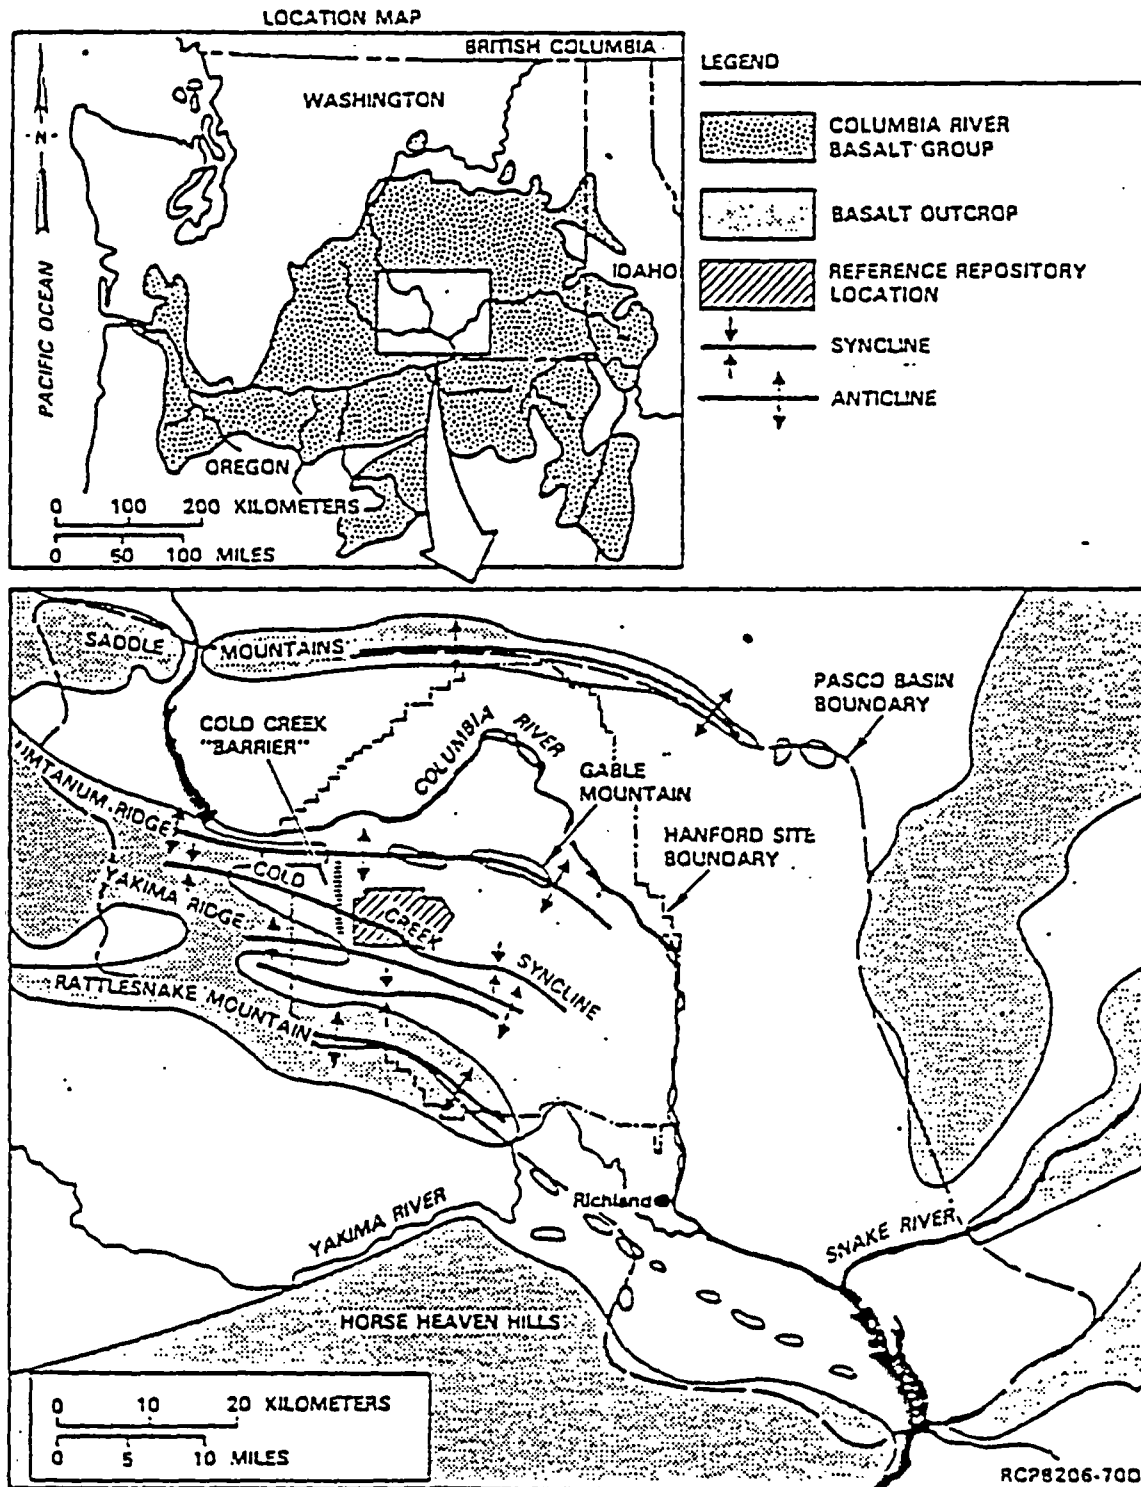 LOCATION MAP
BRITISH COLUMBIA
WASHINGTON
-N-
PACIFIC OCEAN
IDAHO
OREGON
0 100 200 KILOMETERS
0 50 100 MILES
LEGEND
COLUMBIA RIVER
BASALT GROUP
BASALT OUTCROP
REFERENCE REPOSITORY
LOCATION
SYNCLINE
ANTICLINE
SADDLE MOUNTAINS
PASCO BASIN
BOUNDARY
COLD CREEK
"BARRIER"
COLUMBIA RIVER
GABLE
MOUNTAIN
UMTANUM RIDGE
HANFORD SITE
BOUNDARY
COLD CREEK SYNCLINE
YAKIMA RIDGE
RATTLESNAKE MOUNTAIN
Richland
YAKIMA RIVER
SNAKE RIVER
HORSE HEAVEN HILLS
0 10 20 KILOMETERS
0 5 10 MILES
RCP8206-70D